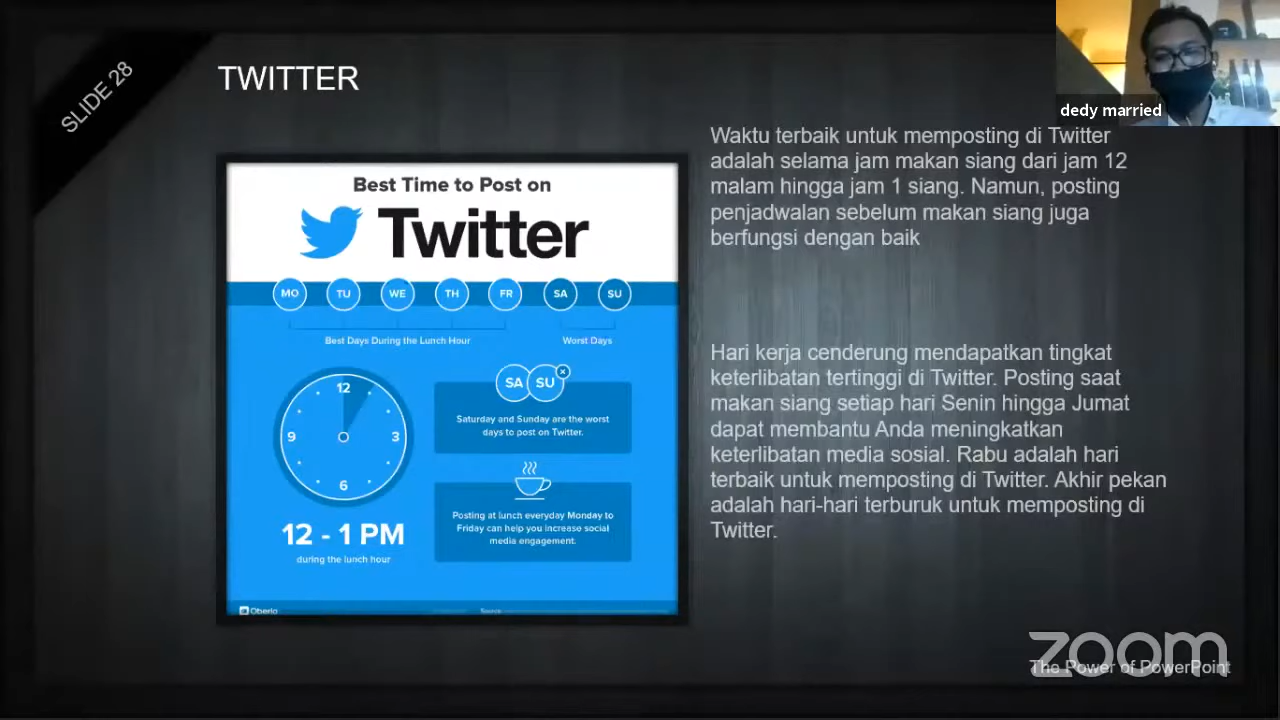 SLIDE 28
TWITTER
dedy married
Best Time to Post on
Twitter
MO TU WE TH FR SA SU
Best Days During the Lunch Hour
Worst Days
12
3
6
9
12 - 1 PM
during the lunch hour
SA SU
Saturday and Sunday are the worst
days to post on Twitter.
Posting at lunch everyday Monday to
Friday can help you increase social
media engagement.
Oberlo
Source
Waktu terbaik untuk memposting di Twitter
adalah selama jam makan siang dari jam 12
malam hingga jam 1 siang. Namun, posting
penjadwalan sebelum makan siang juga
berfungsi dengan baik
Hari kerja cenderung mendapatkan tingkat
keterlibatan tertinggi di Twitter. Posting saat
makan siang setiap hari Senin hingga Jumat
dapat membantu Anda meningkatkan
keterlibatan media sosial. Rabu adalah hari
terbaik untuk memposting di Twitter. Akhir pekan
adalah hari-hari terburuk untuk memposting di
Twitter.
zoom
The Power of PowerPoint